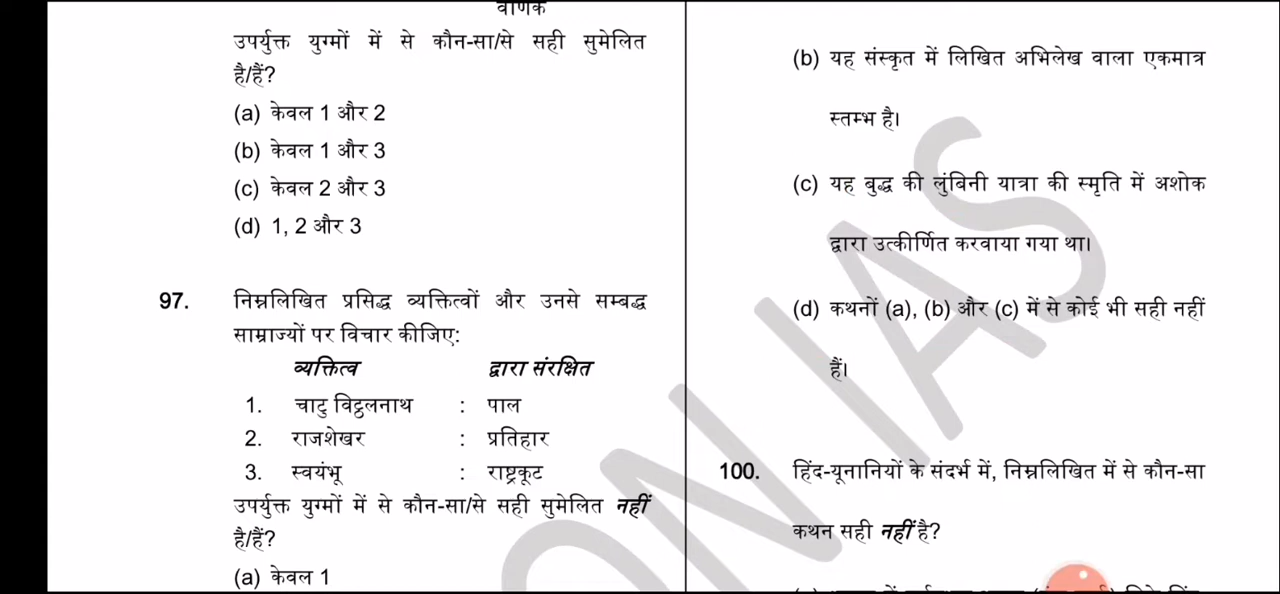 वर्णिक
उपर्युक्त युग्मों में से कौन-सा/से सही सुमेलित
है/हैं?
(a) केवल 1 और 2
(b) केवल 1 और 3
(c) केवल 2 और 3
(d) 1, 2 और 3
97. निम्नलिखित प्रसिद्ध व्यक्तित्वों और उनसे सम्बद्ध
साम्राज्यों पर विचार कीजिए:
व्यक्तित्व द्वारा संरक्षित
1. चाटु विट्ठलनाथ : पाल
2. राजशेखर : प्रतिहार
3. स्वयंभू : राष्ट्रकूट
उपर्युक्त युग्मों में से कौन-सा/से सही सुमेलित नहीं
है/हैं?
(a) केवल 1
(b) यह संस्कृत में लिखित अभिलेख वाला एकमात्र
स्तम्भ है।
(c) यह बुद्ध की लुंबिनी यात्रा की स्मृति में अशोक
द्वारा उत्कीर्णित करवाया गया था।
(d) कथनों (a), (b) और (c) में से कोई भी सही नहीं
हैं।
100. हिंद-यूनानियों के संदर्भ में, निम्नलिखित में से कौन-सा
कथन सही नहीं है?
ON IAS